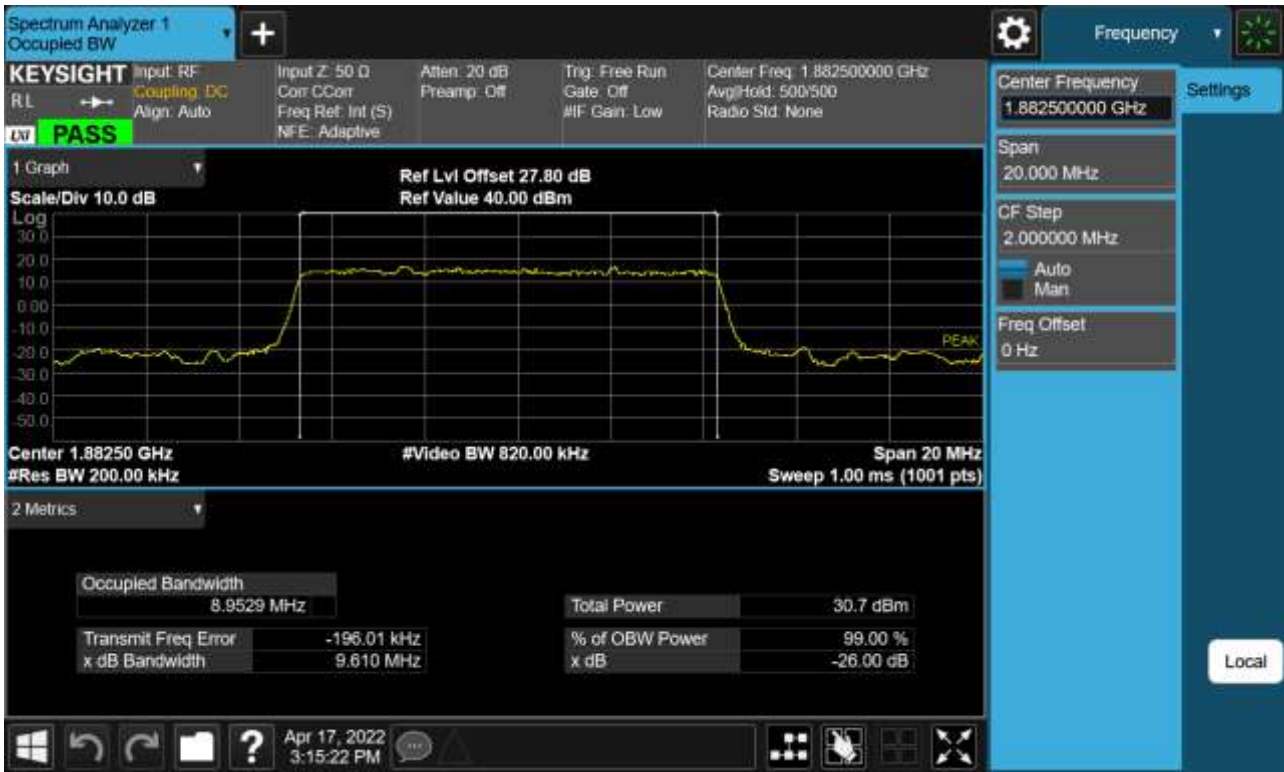 Spectrum Analyzer 1
Occupied BW
Frequency
KEYSIGHT
RL
LXI
PASS
Input: RF
Coupling: DC
Align: Auto
Input Z: 50 Ω
Corr CCorr
Freq Ref: Int (S)
NFE: Adaptive
Atten: 20 dB
Preamp: Off
Trig: Free Run
Gate: Off
#IF Gain: Low
Center Freq: 1.882500000 GHz
Avg|Hold: 500/500
Radio Std: None
Center Frequency
1.882500000 GHz
Settings
Span
20.000 MHz
CF Step
2.000000 MHz
Auto
Man
Freq Offset
0 Hz
1 Graph
Scale/Div 10.0 dB
Ref Lvl Offset 27.80 dB
Ref Value 40.00 dBm
Log
30.0
20.0
10.0
0.00
-10.0
-20.0
-30.0
-40.0
-50.0
PEAK
Center 1.88250 GHz
#Video BW 820.00 kHz
Span 20 MHz
#Res BW 200.00 kHz
Sweep 1.00 ms (1001 pts)
2 Metrics
Occupied Bandwidth
8.9529 MHz
Total Power 30.7 dBm
Transmit Freq Error -196.01 kHz
% of OBW Power 99.00 %
x dB Bandwidth 9.610 MHz
x dB -26.00 dB
Local
?
Apr 17, 2022
3:15:22 PM